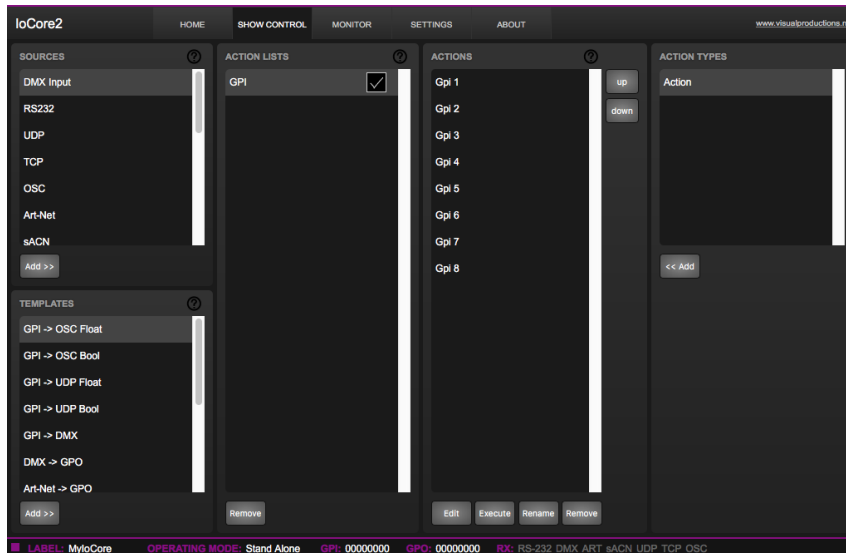 IoCore2
HOME SHOW CONTROL MONITOR SETTINGS ABOUT
www.visualproductions.n
SOURCES ?
DMX Input
RS232
UDP
TCP
OSC
Art-Net
sACN
Add >>
TEMPLATES ?
GPI -> OSC Float
GPI -> OSC Bool
GPI -> UDP Float
GPI -> UDP Bool
GPI -> DMX
DMX -> GPO
Art-Net -> GPO
Add >>
ACTION LISTS ?
GPI
Remove
ACTIONS ?
Gpi 1
Gpi 2
Gpi 3
Gpi 4
Gpi 5
Gpi 6
Gpi 7
Gpi 8
up
down
Edit Execute Rename Remove
ACTION TYPES
Action
<< Add
LABEL: MyIoCore OPERATING MODE: Stand Alone GPI: 00000000 GPO: 00000000 RX: RS-232 DMX ART sACN UDP TCP OSC